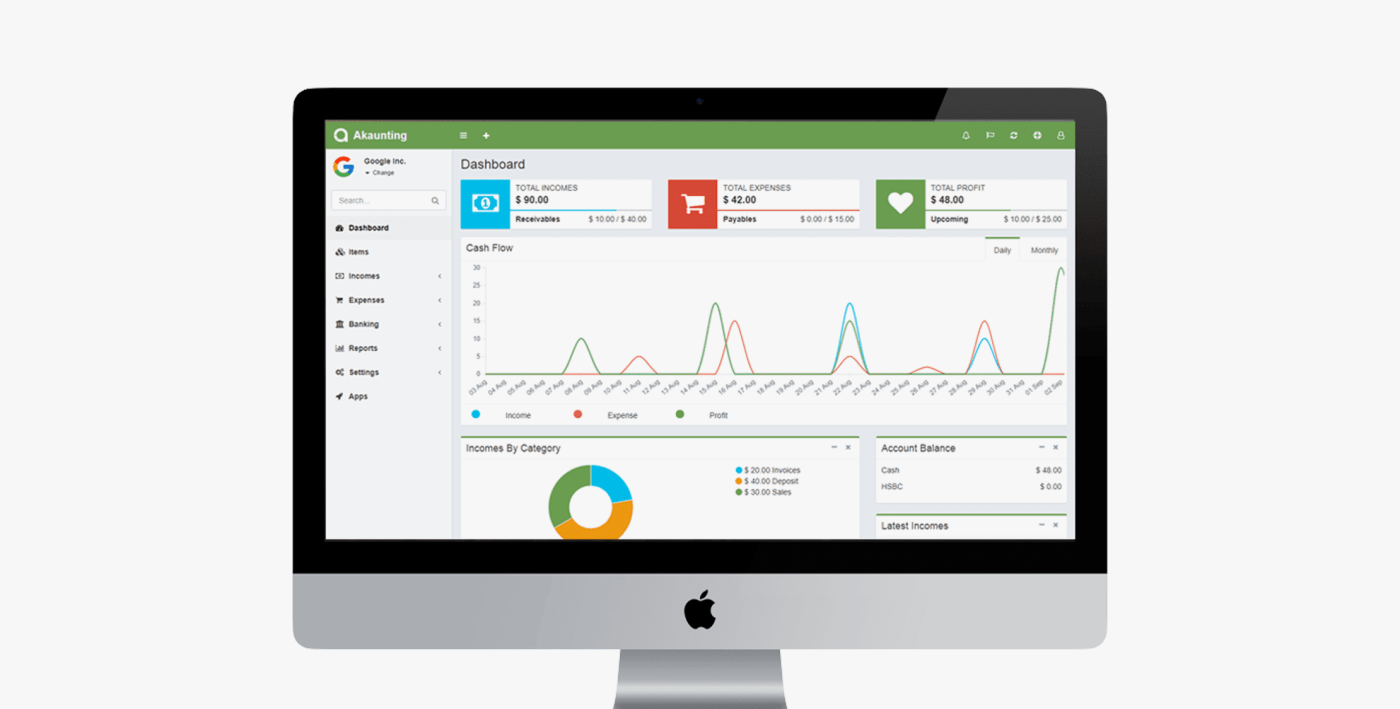 Akaunting
Google Inc.
Change
Search...
Dashboard
Items
Incomes
Expenses
Banking
Reports
Settings
Apps
Dashboard
TOTAL INCOMES
$ 90.00
Receivables $ 10.00 / $ 40.00
TOTAL EXPENSES
$ 42.00
Payables $ 0.00 / $ 15.00
TOTAL PROFIT
$ 48.00
Upcoming $ 10.00 / $ 25.00
Cash Flow
Daily Monthly
30
25
20
15
10
5
0
03 Aug 04 Aug 05 Aug 06 Aug 07 Aug 08 Aug 09 Aug 10 Aug 11 Aug 12 Aug 13 Aug 14 Aug 15 Aug 16 Aug 17 Aug 18 Aug 19 Aug 20 Aug 21 Aug 22 Aug 23 Aug 24 Aug 25 Aug 26 Aug 27 Aug 28 Aug 29 Aug 30 Aug 31 Aug 01 Sep 02 Sep
Income Expense Profit
Incomes By Category
$ 20.00 Invoices
$ 40.00 Deposit
$ 30.00 Sales
Account Balance
Cash $ 48.00
HSBC $ 0.00
Latest Incomes